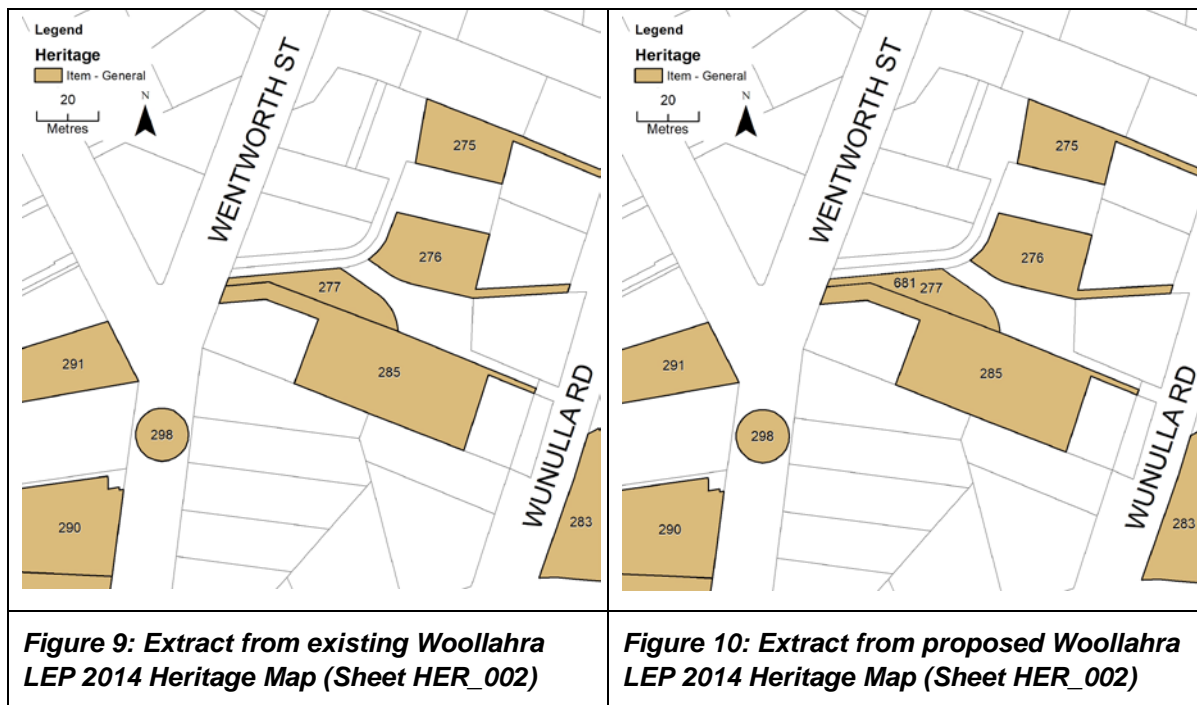 Legend
Heritage
Item - General
20
Metres
N
WENTWORTH ST
275
276
277
285
291
298
290
283
WUNULLA RD
Figure 9: Extract from existing Woollahra
LEP 2014 Heritage Map (Sheet HER_002)
Legend
Heritage
Item - General
20
Metres
N
WENTWORTH ST
275
276
681
277
285
291
298
290
283
WUNULLA RD
Figure 10: Extract from proposed Woollahra
LEP 2014 Heritage Map (Sheet HER_002)